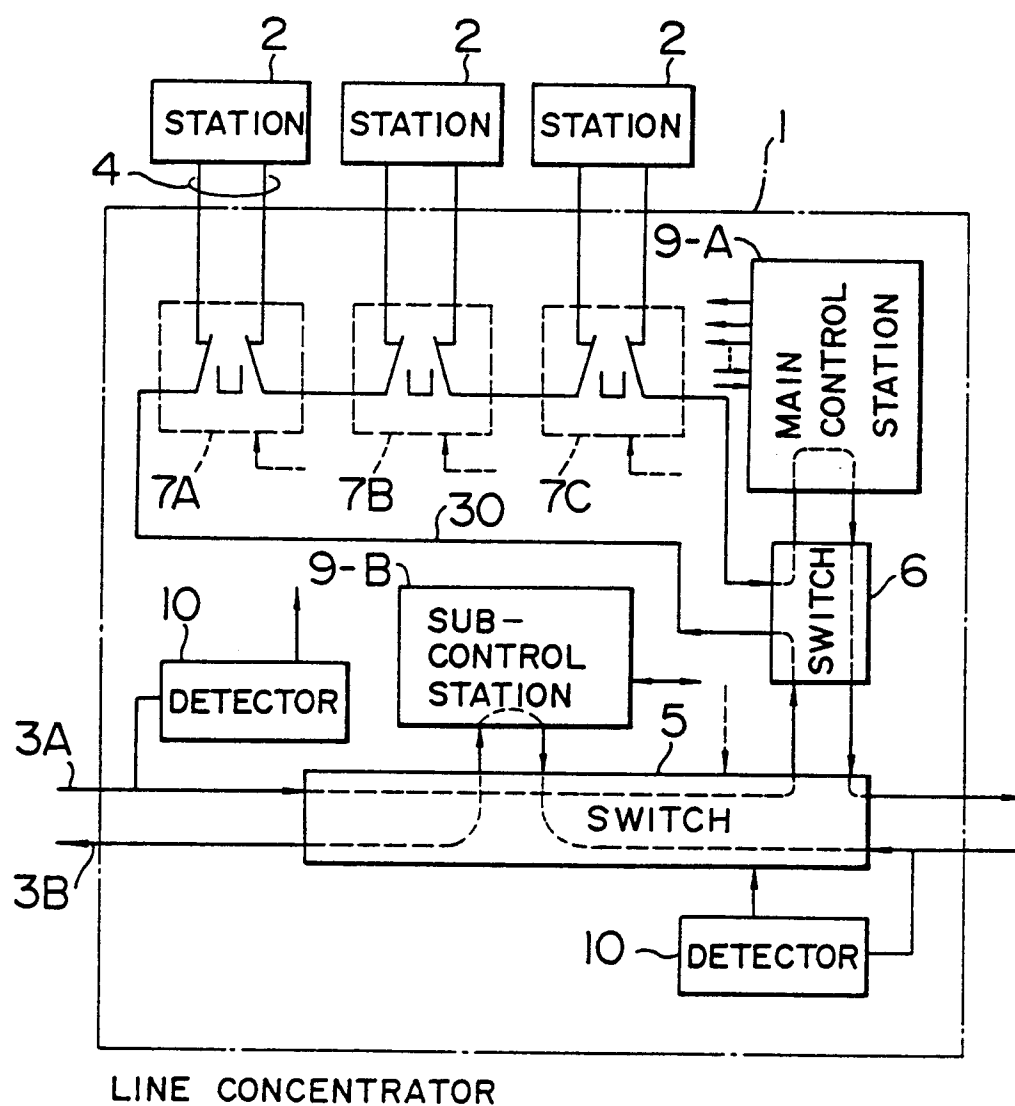 2 2 2
STATION STATION STATION
1
4
9-A
MAIN
CONTROL
STATION
7A 7B 7C
30
6
SWITCH
9-B
SUB-
CONTROL
STATION
10
DETECTOR
3A
5
SWITCH
3B
10
DETECTOR
LINE CONCENTRATOR